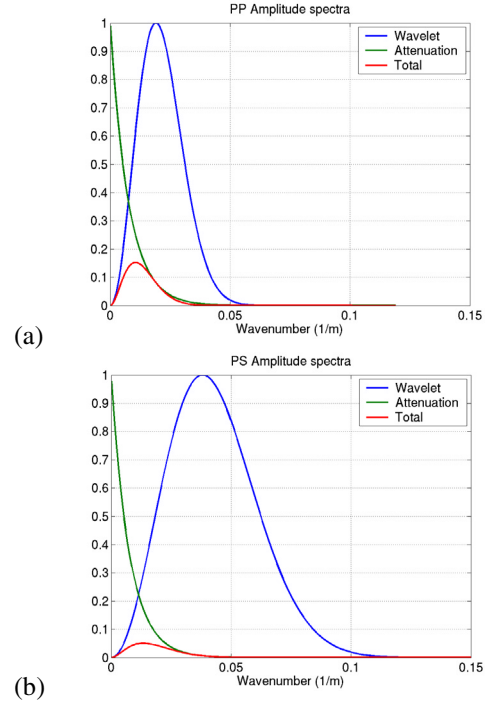 PP Amplitude spectra
1
0.9
0.8
0.7
0.6
0.5
0.4
0.3
0.2
0.1
0
Wavelet
Attenuation
Total
0 0.05 0.1 0.15
Wavenumber (1/m)
(a)
PS Amplitude spectra
1
0.9
0.8
0.7
0.6
0.5
0.4
0.3
0.2
0.1
0
Wavelet
Attenuation
Total
0 0.05 0.1 0.15
Wavenumber (1/m)
(b)